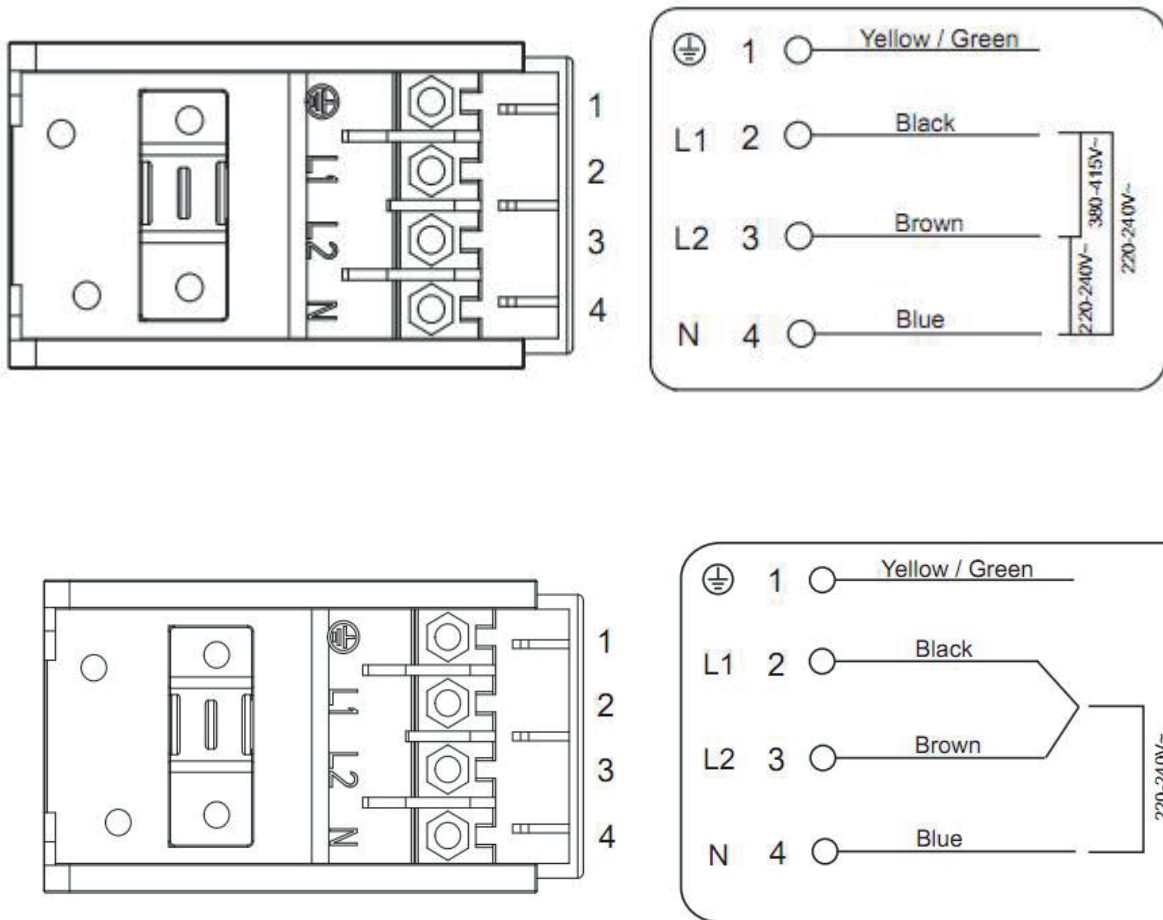 1
2
3
4
L1
L2
N
1 Yellow / Green
L1 2 Black
L2 3 Brown
N 4 Blue
380-415V~
220-240V~
220-240V~
1
2
3
4
L1
L2
N
1 Yellow / Green
L1 2 Black
L2 3 Brown
N 4 Blue
220-240V~